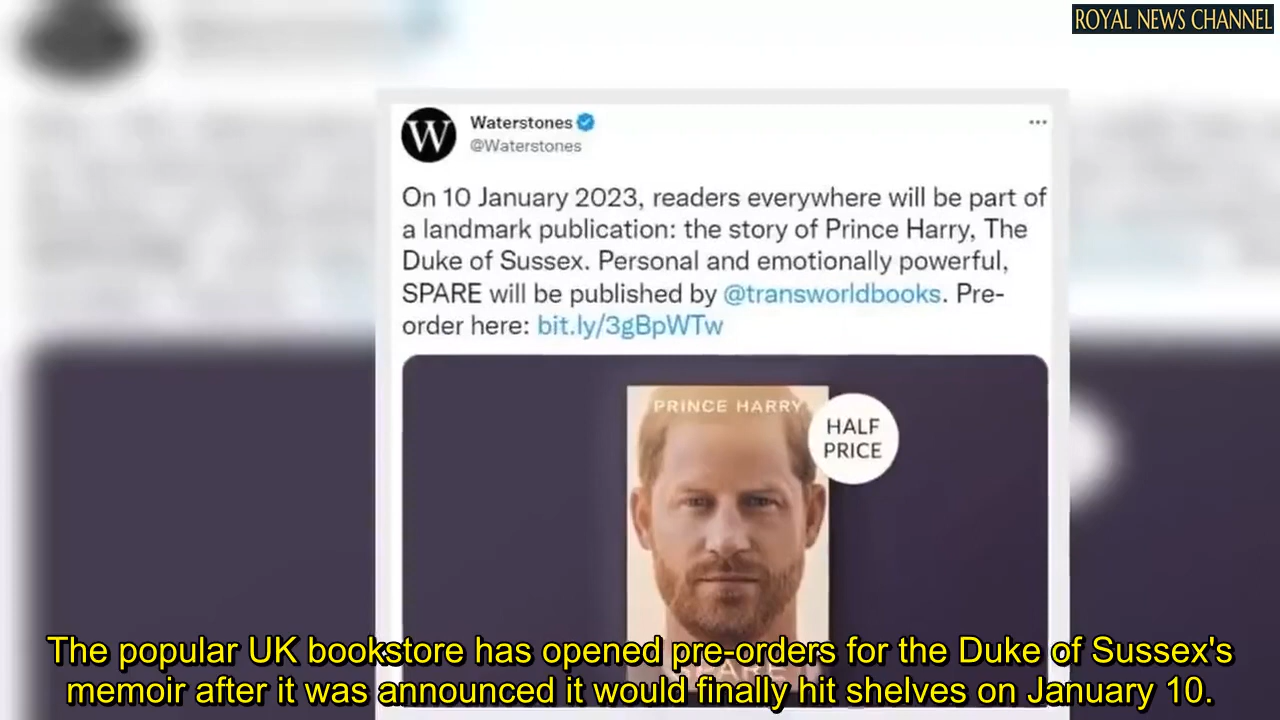 ROYAL NEWS CHANNEL
W Waterstones
@Waterstones
On 10 January 2023, readers everywhere will be part of
a landmark publication: the story of Prince Harry, The
Duke of Sussex. Personal and emotionally powerful,
SPARE will be published by @transworldbooks. Pre-
order here: bit.ly/3gBpWTw
PRINCE HARRY
HALF
PRICE
SPARE
The popular UK bookstore has opened pre-orders for the Duke of Sussex's
memoir after it was announced it would finally hit shelves on January 10.